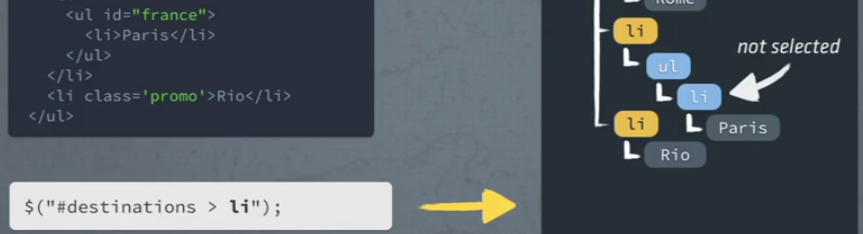 <ul id="france">
<li>Paris</li>
</ul>
</li>
<li class='promo'>Rio</li>
</ul>
$("#destinations > li");
Rome
li
ul
not selected
li
li
Paris
Rio